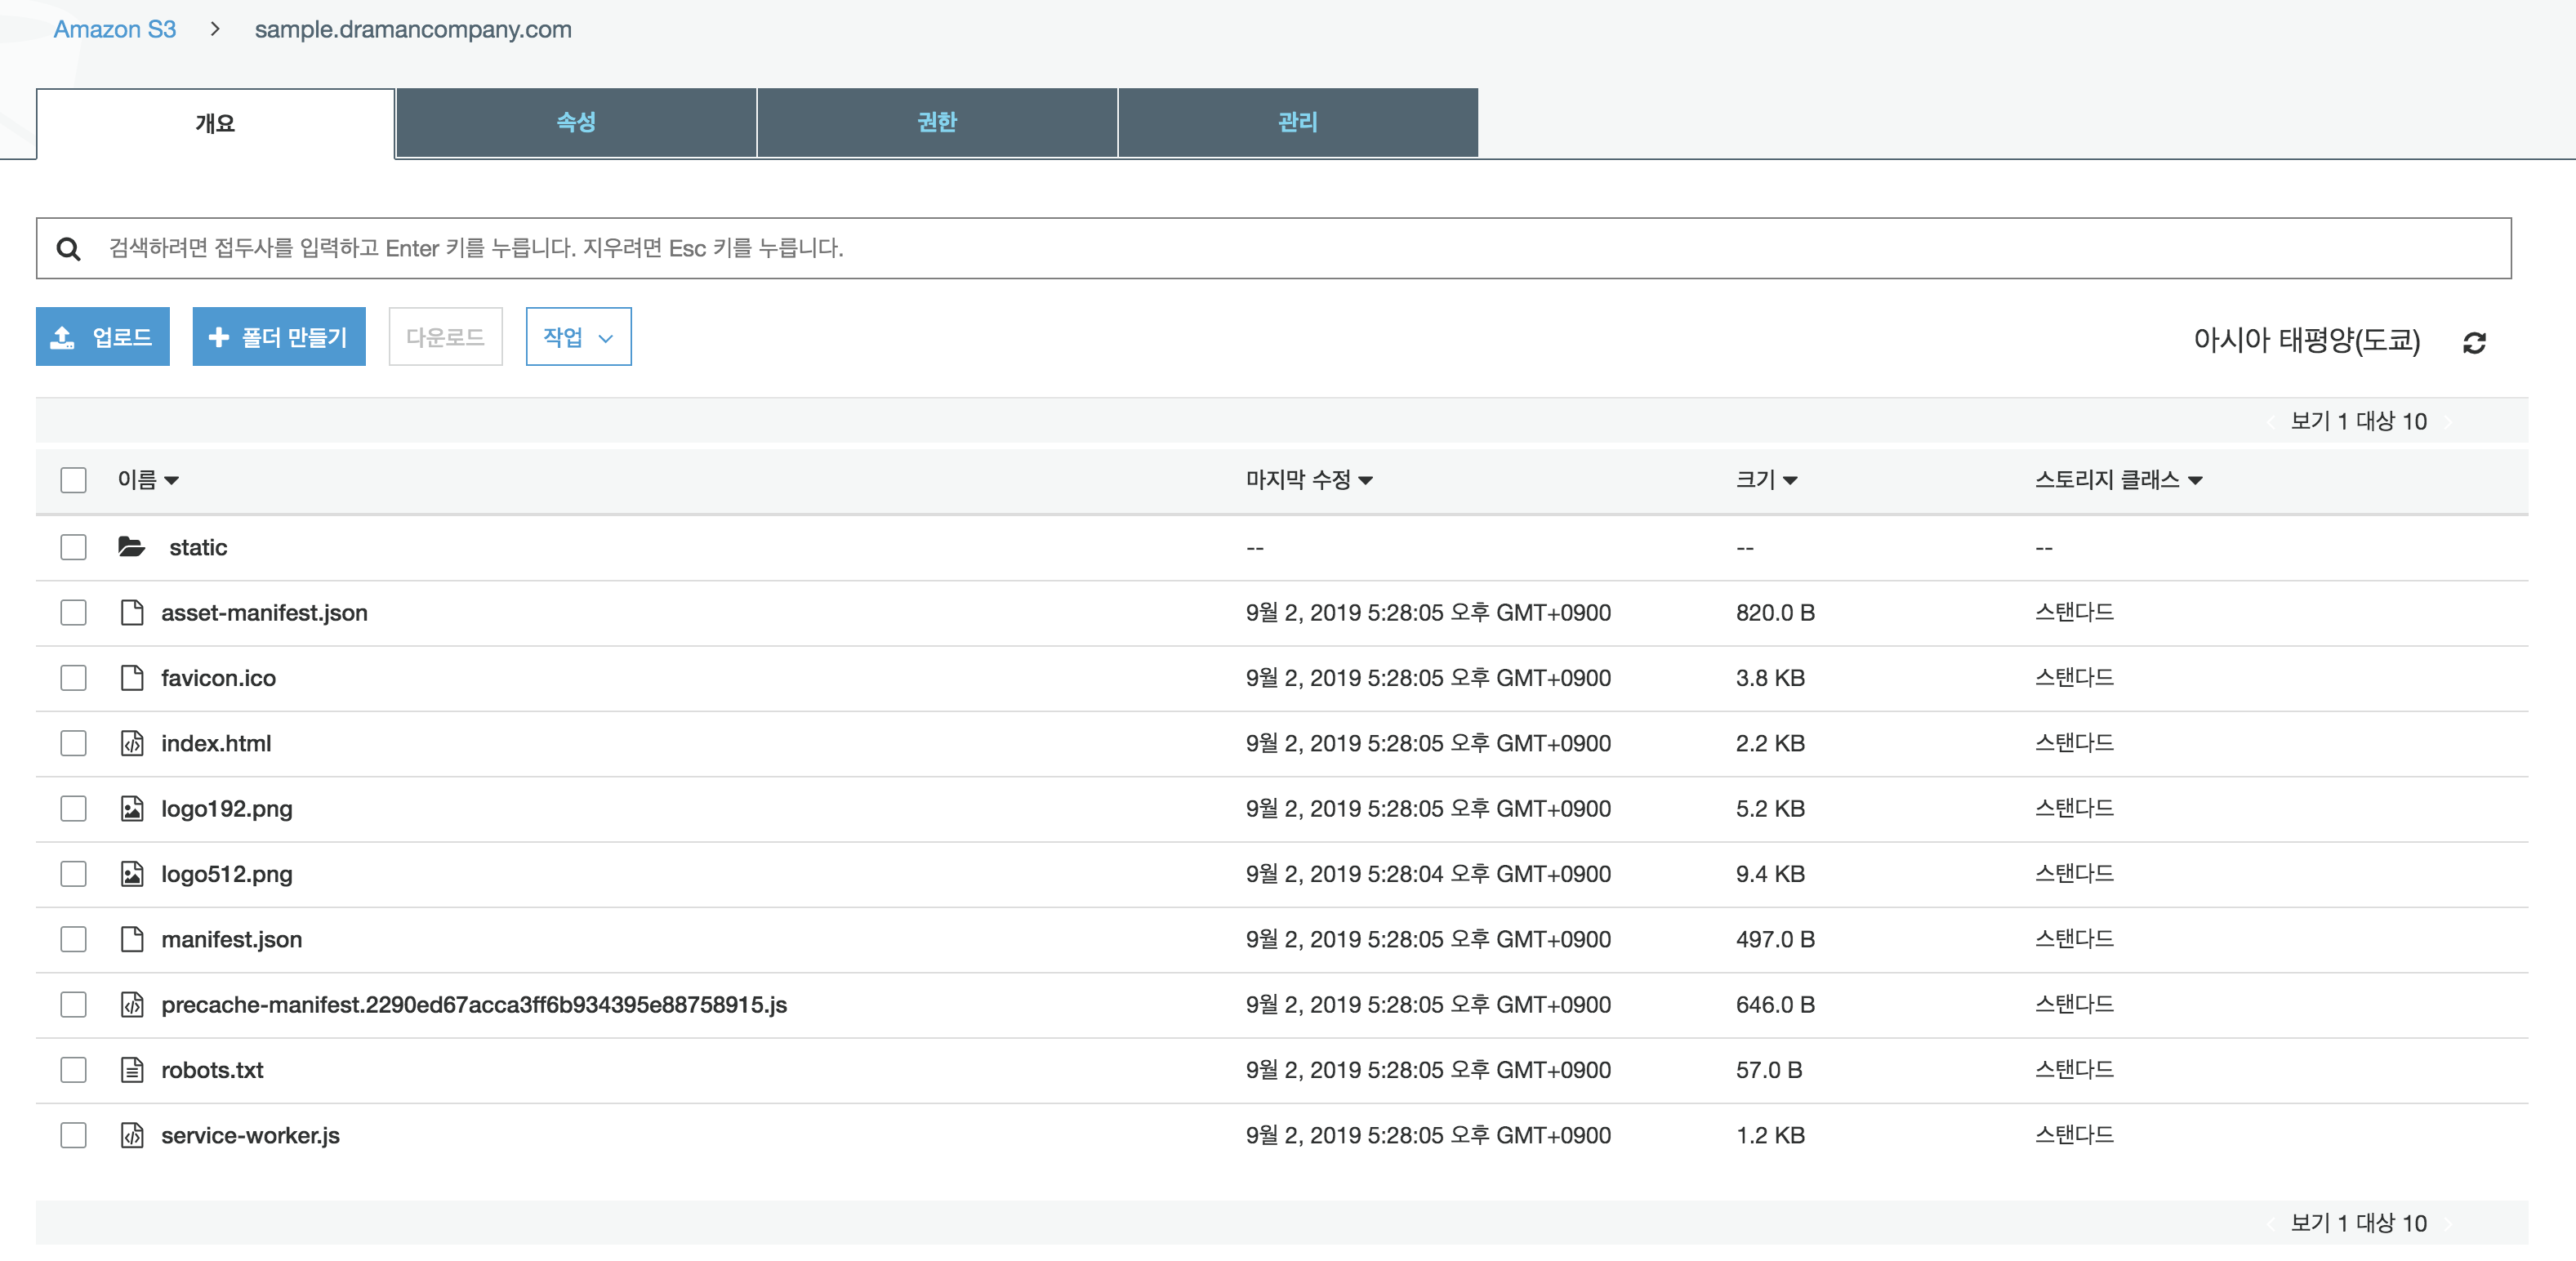 Amazon S3 > sample.dramancompany.com
개요 속성 권한 관리
검색하려면 접두사를 입력하고 Enter 키를 누릅니다. 지우려면 Esc 키를 누릅니다.
업로드 폴더 만들기 다운로드 작업 아시아 태평양(도쿄)
보기 1 대상 10
이름 마지막 수정 크기 스토리지 클래스
static -- -- --
asset-manifest.json 9월 2, 2019 5:28:05 오후 GMT+0900 820.0 B 스탠다드
favicon.ico 9월 2, 2019 5:28:05 오후 GMT+0900 3.8 KB 스탠다드
index.html 9월 2, 2019 5:28:05 오후 GMT+0900 2.2 KB 스탠다드
logo192.png 9월 2, 2019 5:28:05 오후 GMT+0900 5.2 KB 스탠다드
logo512.png 9월 2, 2019 5:28:04 오후 GMT+0900 9.4 KB 스탠다드
manifest.json 9월 2, 2019 5:28:05 오후 GMT+0900 497.0 B 스탠다드
precache-manifest.2290ed67acca3ff6b934395e88758915.js 9월 2, 2019 5:28:05 오후 GMT+0900 646.0 B 스탠다드
robots.txt 9월 2, 2019 5:28:05 오후 GMT+0900 57.0 B 스탠다드
service-worker.js 9월 2, 2019 5:28:05 오후 GMT+0900 1.2 KB 스탠다드
보기 1 대상 10